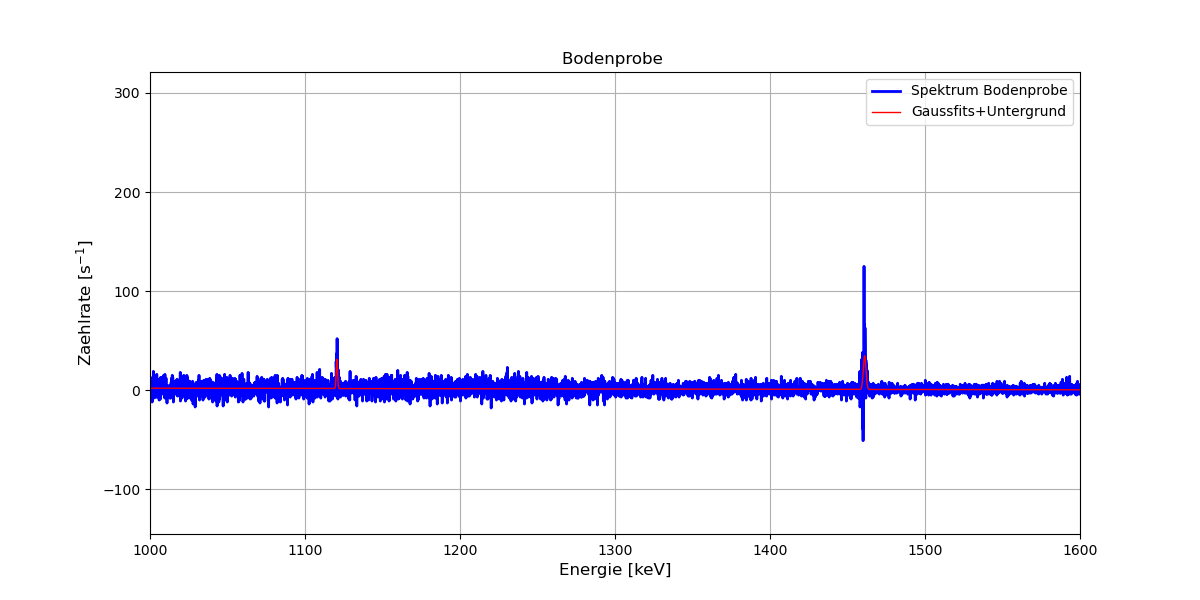 Bodenprobe
Spektrum Bodenprobe
Gaussfits+Untergrund
Zaehlrate [s⁻¹]
300
200
100
0
−100
1000 1100 1200 1300 1400 1500 1600
Energie [keV]